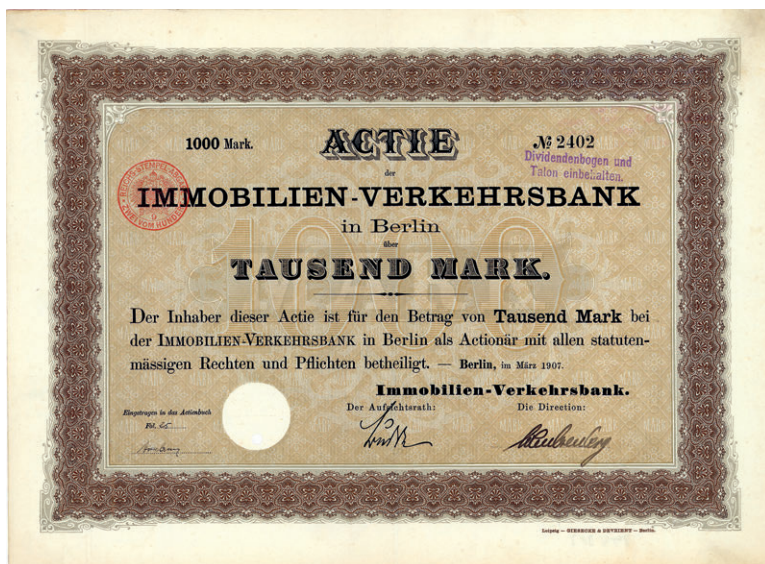 1000 Mark.
ACTIE
№ 2402
Dividendenbogen und
Talon einbehalten.
der
IMMOBILIEN-VERKEHRSBANK
in Berlin
über
TAUSEND MARK.
Der Inhaber dieser Actie ist für den Betrag von Tausend Mark bei
der IMMOBILIEN-VERKEHRSBANK in Berlin als Actionär mit allen statuten-
mässigen Rechten und Pflichten betheiligt. — Berlin, im März 1907.
Immobilien-Verkehrsbank.
Der Aufsichtsrath:
Die Direction:
Eingetragen in das Actienbuch
Fol. 25
1000
Leipzig — GIESECKE & DEVRIENT — Berlin.